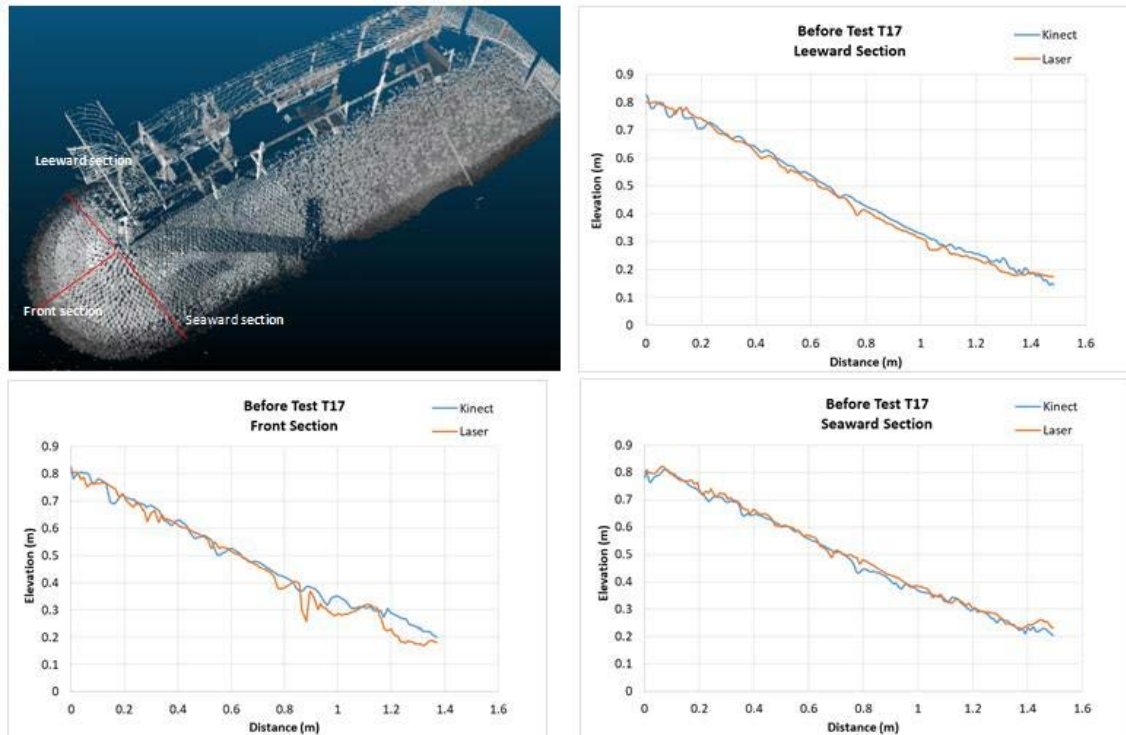 Leeward section
Front section
Seaward section
Before Test T17
Leeward Section
Kinect
Laser
Elevation (m)
0.9
0.8
0.7
0.6
0.5
0.4
0.3
0.2
0.1
0
0 0.2 0.4 0.6 0.8 1 1.2 1.4 1.6
Distance (m)
Before Test T17
Front Section
Kinect
Laser
Elevation (m)
0.9
0.8
0.7
0.6
0.5
0.4
0.3
0.2
0.1
0
0 0.2 0.4 0.6 0.8 1 1.2 1.4 1.6
Distance (m)
Before Test T17
Seaward Section
Kinect
Laser
Elevation (m)
0.9
0.8
0.7
0.6
0.5
0.4
0.3
0.2
0.1
0
0 0.2 0.4 0.6 0.8 1 1.2 1.4 1.6
Distance (m)